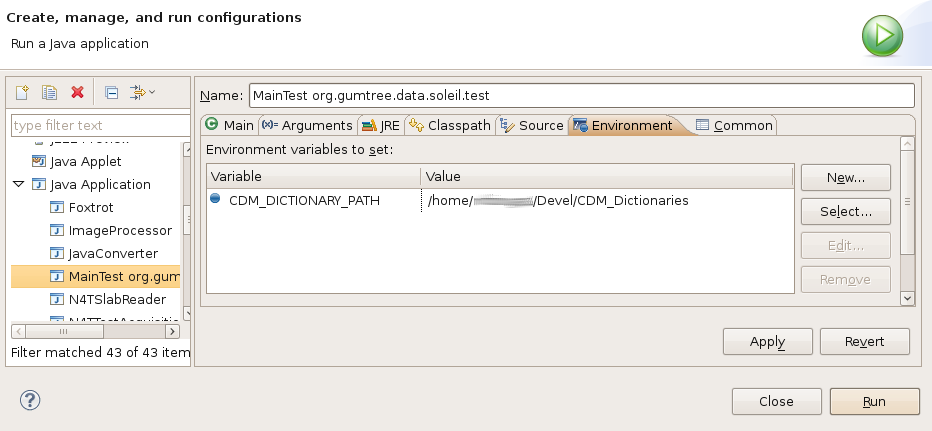 Create, manage, and run configurations
Run a Java application
type filter text
Java Applet
Java Application
Foxtrot
ImageProcessor
JavaConverter
MainTest org.gum
N4TSlabReader
Filter matched 43 of 43 item
Name: MainTest org.gumtree.data.soleil.test
Main (x)= Arguments JRE Classpath Source Environment Common
Environment variables to set:
Variable Value
CDM_DICTIONARY_PATH /home/ /Devel/CDM_Dictionaries
New...
Select...
Edit...
Remove
Apply Revert
Close Run